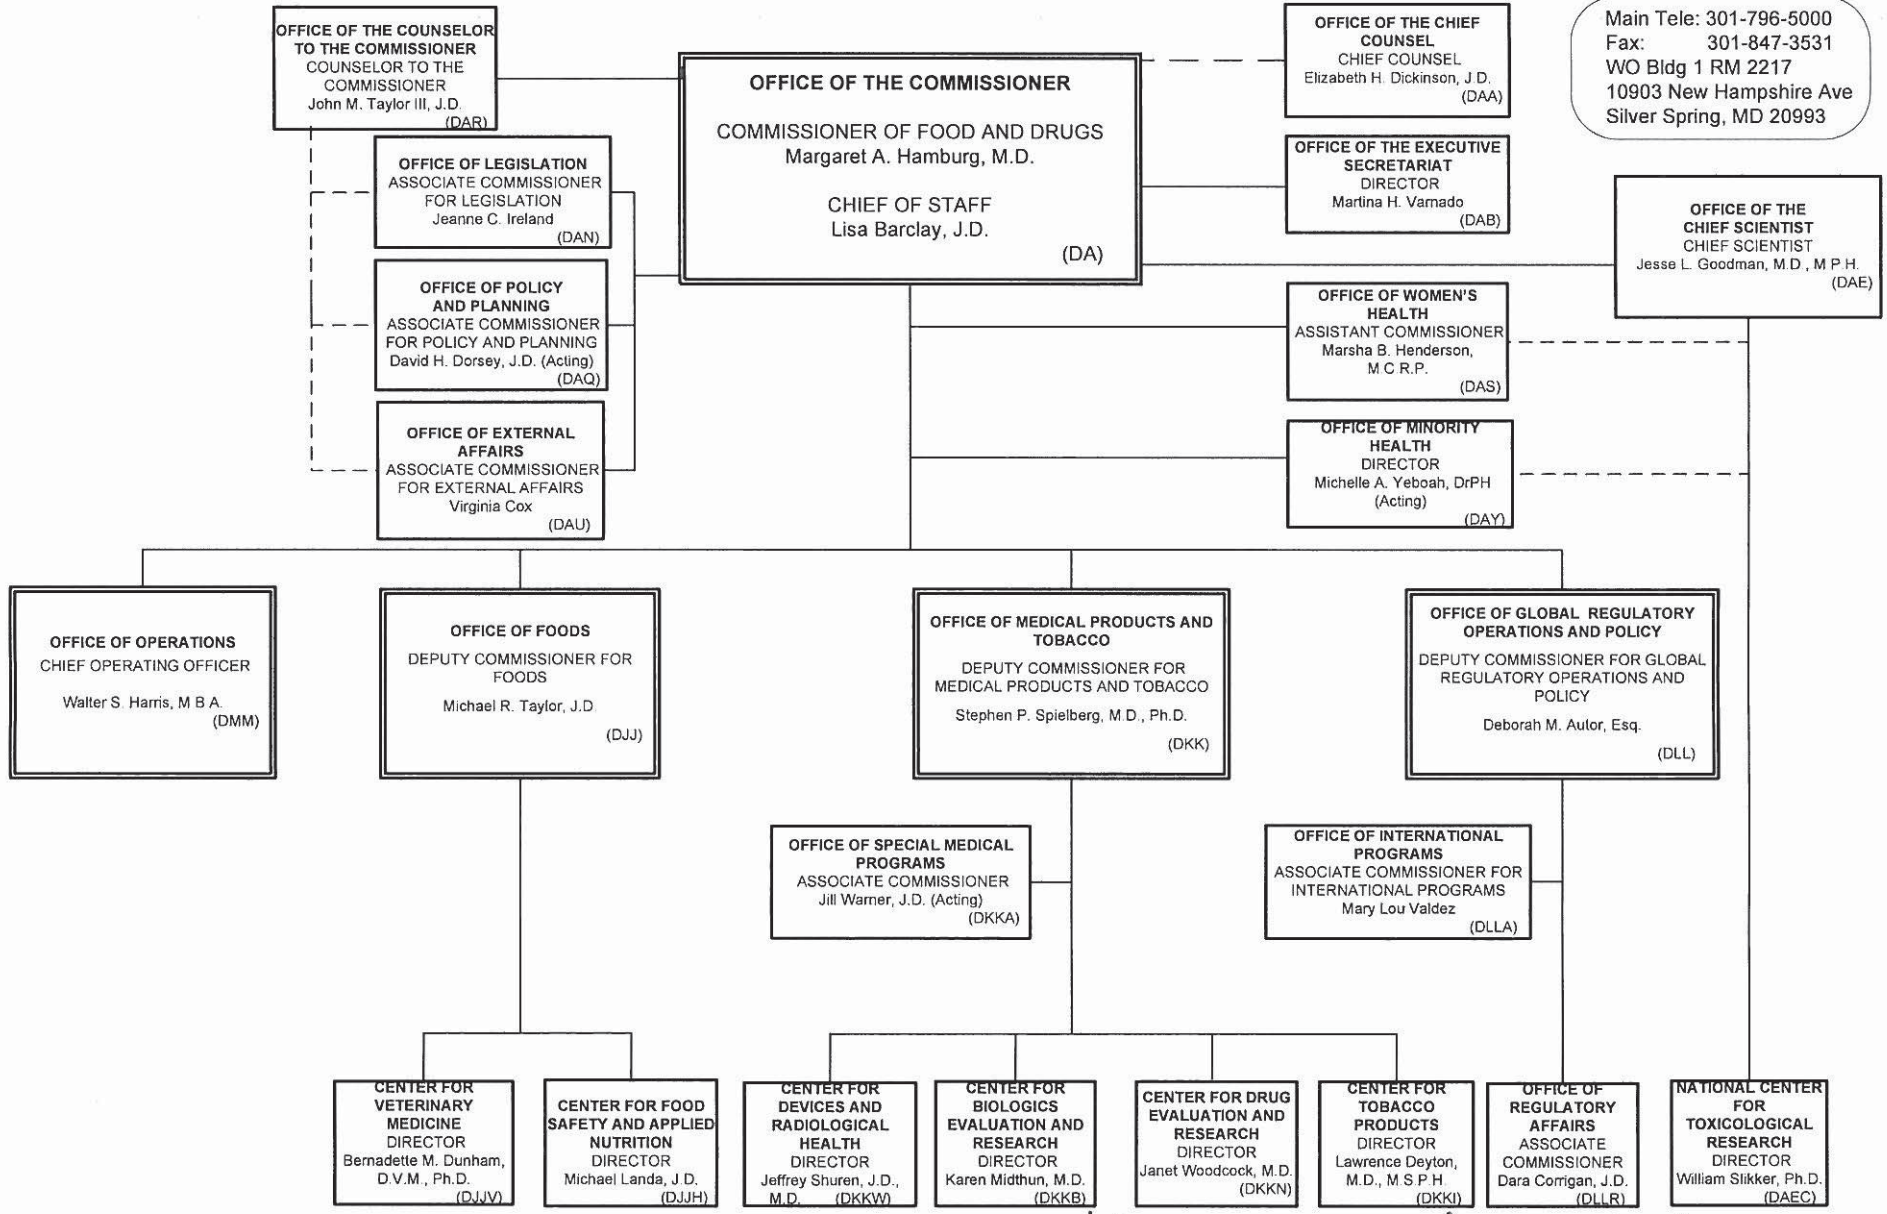 OFFICE OF THE COUNSELOR
TO THE COMMISSIONER
COUNSELOR TO THE
COMMISSIONER
John M. Taylor III, J.D.
(DAR)
OFFICE OF THE COMMISSIONER
COMMISSIONER OF FOOD AND DRUGS
Margaret A. Hamburg, M.D.
CHIEF OF STAFF
Lisa Barclay, J.D.
(DA)
OFFICE OF THE CHIEF
COUNSEL
CHIEF COUNSEL
Elizabeth H. Dickinson, J.D.
(DAA)
Main Tele: 301-796-5000
Fax: 301-847-3531
WO Bldg 1 RM 2217
10903 New Hampshire Ave
Silver Spring, MD 20993
OFFICE OF LEGISLATION
ASSOCIATE COMMISSIONER
FOR LEGISLATION
Jeanne C. Ireland
(DAN)
OFFICE OF THE EXECUTIVE
SECRETARIAT
DIRECTOR
Martina H. Varnado
(DAB)
OFFICE OF THE
CHIEF SCIENTIST
CHIEF SCIENTIST
Jesse L. Goodman, M.D., M P.H.
(DAE)
OFFICE OF POLICY
AND PLANNING
ASSOCIATE COMMISSIONER
FOR POLICY AND PLANNING
David H. Dorsey, J.D. (Acting)
(DAQ)
OFFICE OF WOMEN'S
HEALTH
ASSISTANT COMMISSIONER
Marsha B. Henderson,
M.C.R.P.
(DAS)
OFFICE OF EXTERNAL
AFFAIRS
ASSOCIATE COMMISSIONER
FOR EXTERNAL AFFAIRS
Virginia Cox
(DAU)
OFFICE OF MINORITY
HEALTH
DIRECTOR
Michelle A. Yeboah, DrPH
(Acting)
(DAY)
OFFICE OF OPERATIONS
CHIEF OPERATING OFFICER
Walter S. Harris, M B A.
(DMM)
OFFICE OF FOODS
DEPUTY COMMISSIONER FOR
FOODS
Michael R. Taylor, J.D.
(DJJ)
OFFICE OF MEDICAL PRODUCTS AND
TOBACCO
DEPUTY COMMISSIONER FOR
MEDICAL PRODUCTS AND TOBACCO
Stephen P. Spielberg, M.D., Ph.D.
(DKK)
OFFICE OF GLOBAL REGULATORY
OPERATIONS AND POLICY
DEPUTY COMMISSIONER FOR GLOBAL
REGULATORY OPERATIONS AND
POLICY
Deborah M. Autor, Esq.
(DLL)
OFFICE OF SPECIAL MEDICAL
PROGRAMS
ASSOCIATE COMMISSIONER
Jill Warner, J.D. (Acting)
(DKKA)
OFFICE OF INTERNATIONAL
PROGRAMS
ASSOCIATE COMMISSIONER FOR
INTERNATIONAL PROGRAMS
Mary Lou Valdez
(DLLA)
CENTER FOR
VETERINARY
MEDICINE
DIRECTOR
Bernadette M. Dunham,
D.V.M., Ph.D.
(DJJV)
CENTER FOR FOOD
SAFETY AND APPLIED
NUTRITION
DIRECTOR
Michael Landa, J.D.
(DJJH)
CENTER FOR
DEVICES AND
RADIOLOGICAL
HEALTH
DIRECTOR
Jeffrey Shuren, J.D.,
M.D. (DKKW)
CENTER FOR
BIOLOGICS
EVALUATION AND
RESEARCH
DIRECTOR
Karen Midthun, M.D.
(DKKB)
CENTER FOR DRUG
EVALUATION AND
RESEARCH
DIRECTOR
Janet Woodcock, M.D.
(DKKN)
CENTER FOR
TOBACCO
PRODUCTS
DIRECTOR
Lawrence Deyton,
M.D., M.S.P.H.
(DKKI)
OFFICE OF
REGULATORY
AFFAIRS
ASSOCIATE
COMMISSIONER
Dara Corrigan, J.D.
(DLLR)
NATIONAL CENTER
FOR
TOXICOLOGICAL
RESEARCH
DIRECTOR
William Slikker, Ph.D.
(DAEC)